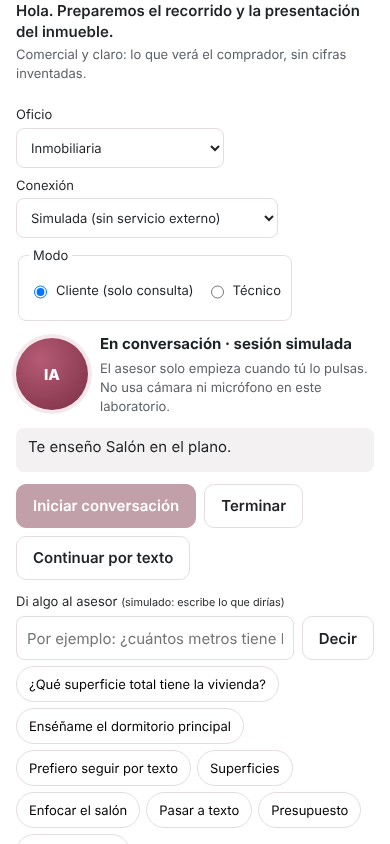 Hola. Preparemos el recorrido y la presentación
del inmueble.
Comercial y claro: lo que verá el comprador, sin cifras
inventadas.
Oficio
Inmobiliaria
Conexión
Simulada (sin servicio externo)
Modo
Cliente (solo consulta)
Técnico
IA
En conversación · sesión simulada
El asesor solo empieza cuando tú lo pulsas.
No usa cámara ni micrófono en este
laboratorio.
Te enseño Salón en el plano.
Iniciar conversación
Terminar
Continuar por texto
Di algo al asesor (simulado: escribe lo que dirías)
Por ejemplo: ¿cuántos metros tiene l
Decir
¿Qué superficie total tiene la vivienda?
Enséñame el dormitorio principal
Prefiero seguir por texto
Superficies
Enfocar el salón
Pasar a texto
Presupuesto